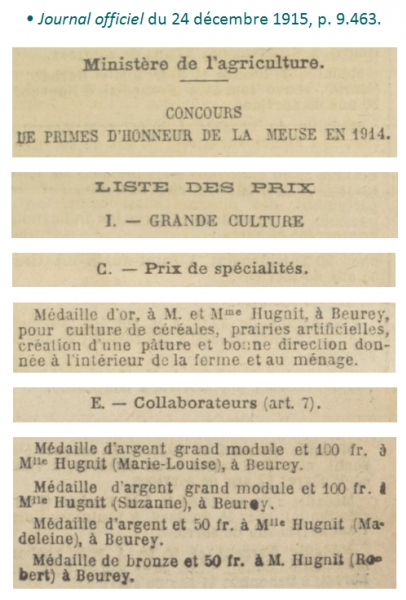 • Journal officiel du 24 décembre 1915, p. 9.463.
Ministère de l'agriculture.
CONCOURS
DE PRIMES D'HONNEUR DE LA MEUSE EN 1914.
LISTE DES PRIX
I. — GRANDE CULTURE
C. — Prix de spécialités.
Médaille d'or, à M. et Mme Hugnit, à Beurey,
pour culture de céréales, prairies artificielles,
création d'une pâture et bonne direction don-
née à l'intérieur de la ferme et au ménage.
E. — Collaborateurs (art. 7).
Médaille d'argent grand module et 100 fr. à
Mlle Hugnit (Marie-Louise), à Beurey.
Médaille d'argent grand module et 100 fr. à
Mlle Hugnit (Suzanne), à Beurey.
Médaille d'argent et 50 fr. à Mlle Hugnit (Ma-
deleine), à Beurey.
Médaille de bronze et 50 fr. à M. Hugnit (Ro-
bert) à Beurey.